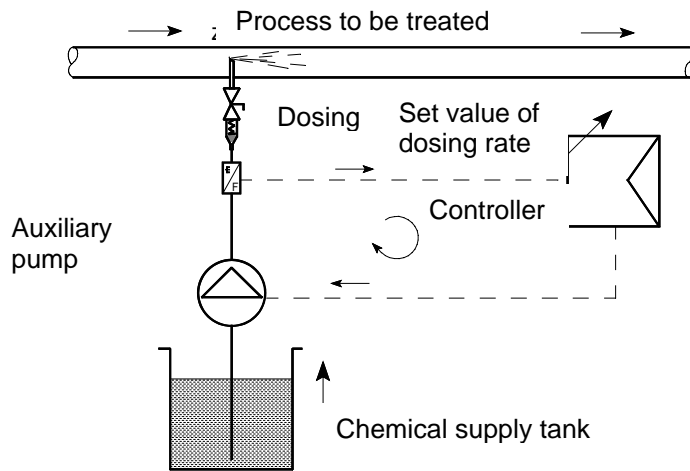 Process to be treated
Dosing
Set value of
dosing rate
Controller
Auxiliary
pump
F
Chemical supply tank